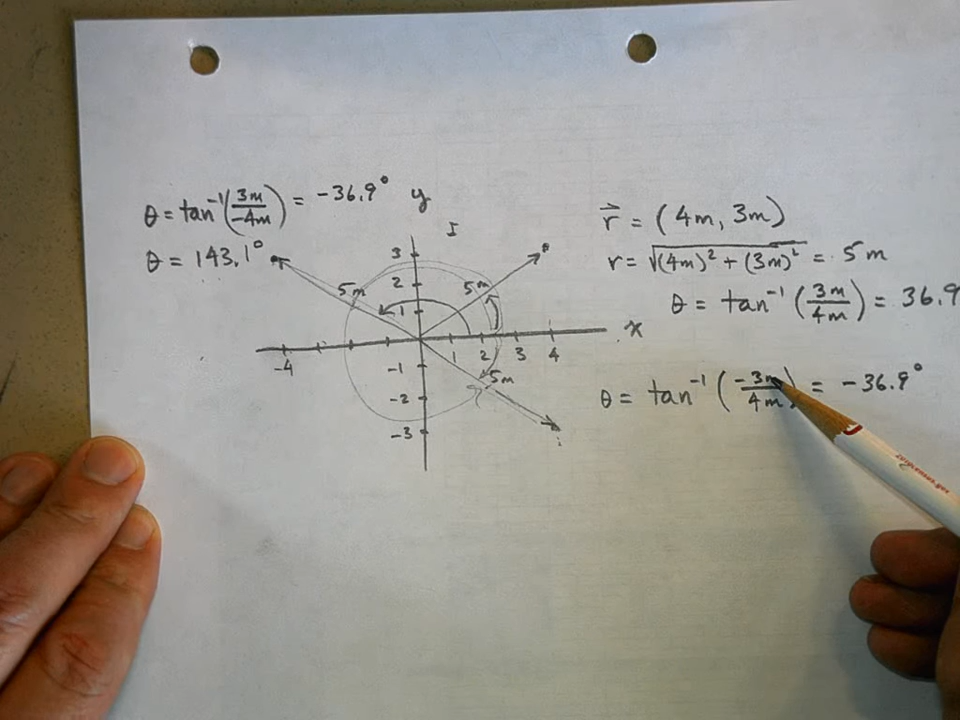 θ = tan⁻¹(3m/-4m) = -36.9°
θ = 143.1°
y
I
3
2
1
-1
-2
-3
-4
1 2 3 4
x
5m
5m
5m
r⃗ = (4m, 3m)
r = √((4m)² + (3m)²) = 5m
θ = tan⁻¹(3m/4m) = 36.9
θ = tan⁻¹(-3m/4m) = -36.9°